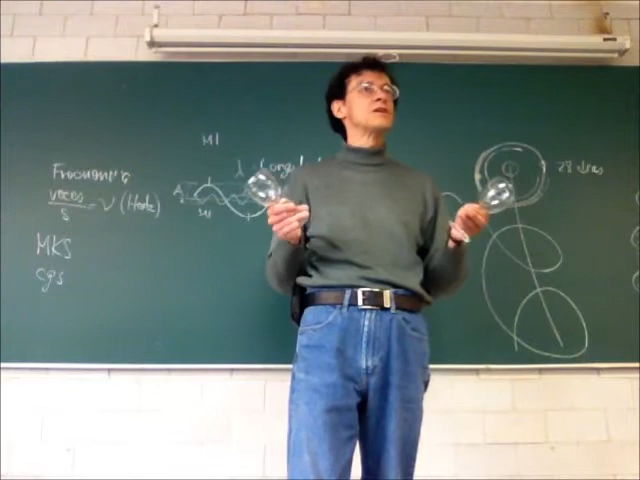 M1
Frecuencia
veces
s = ν (Hertz)
MKS
cgs
A
λ
28 días